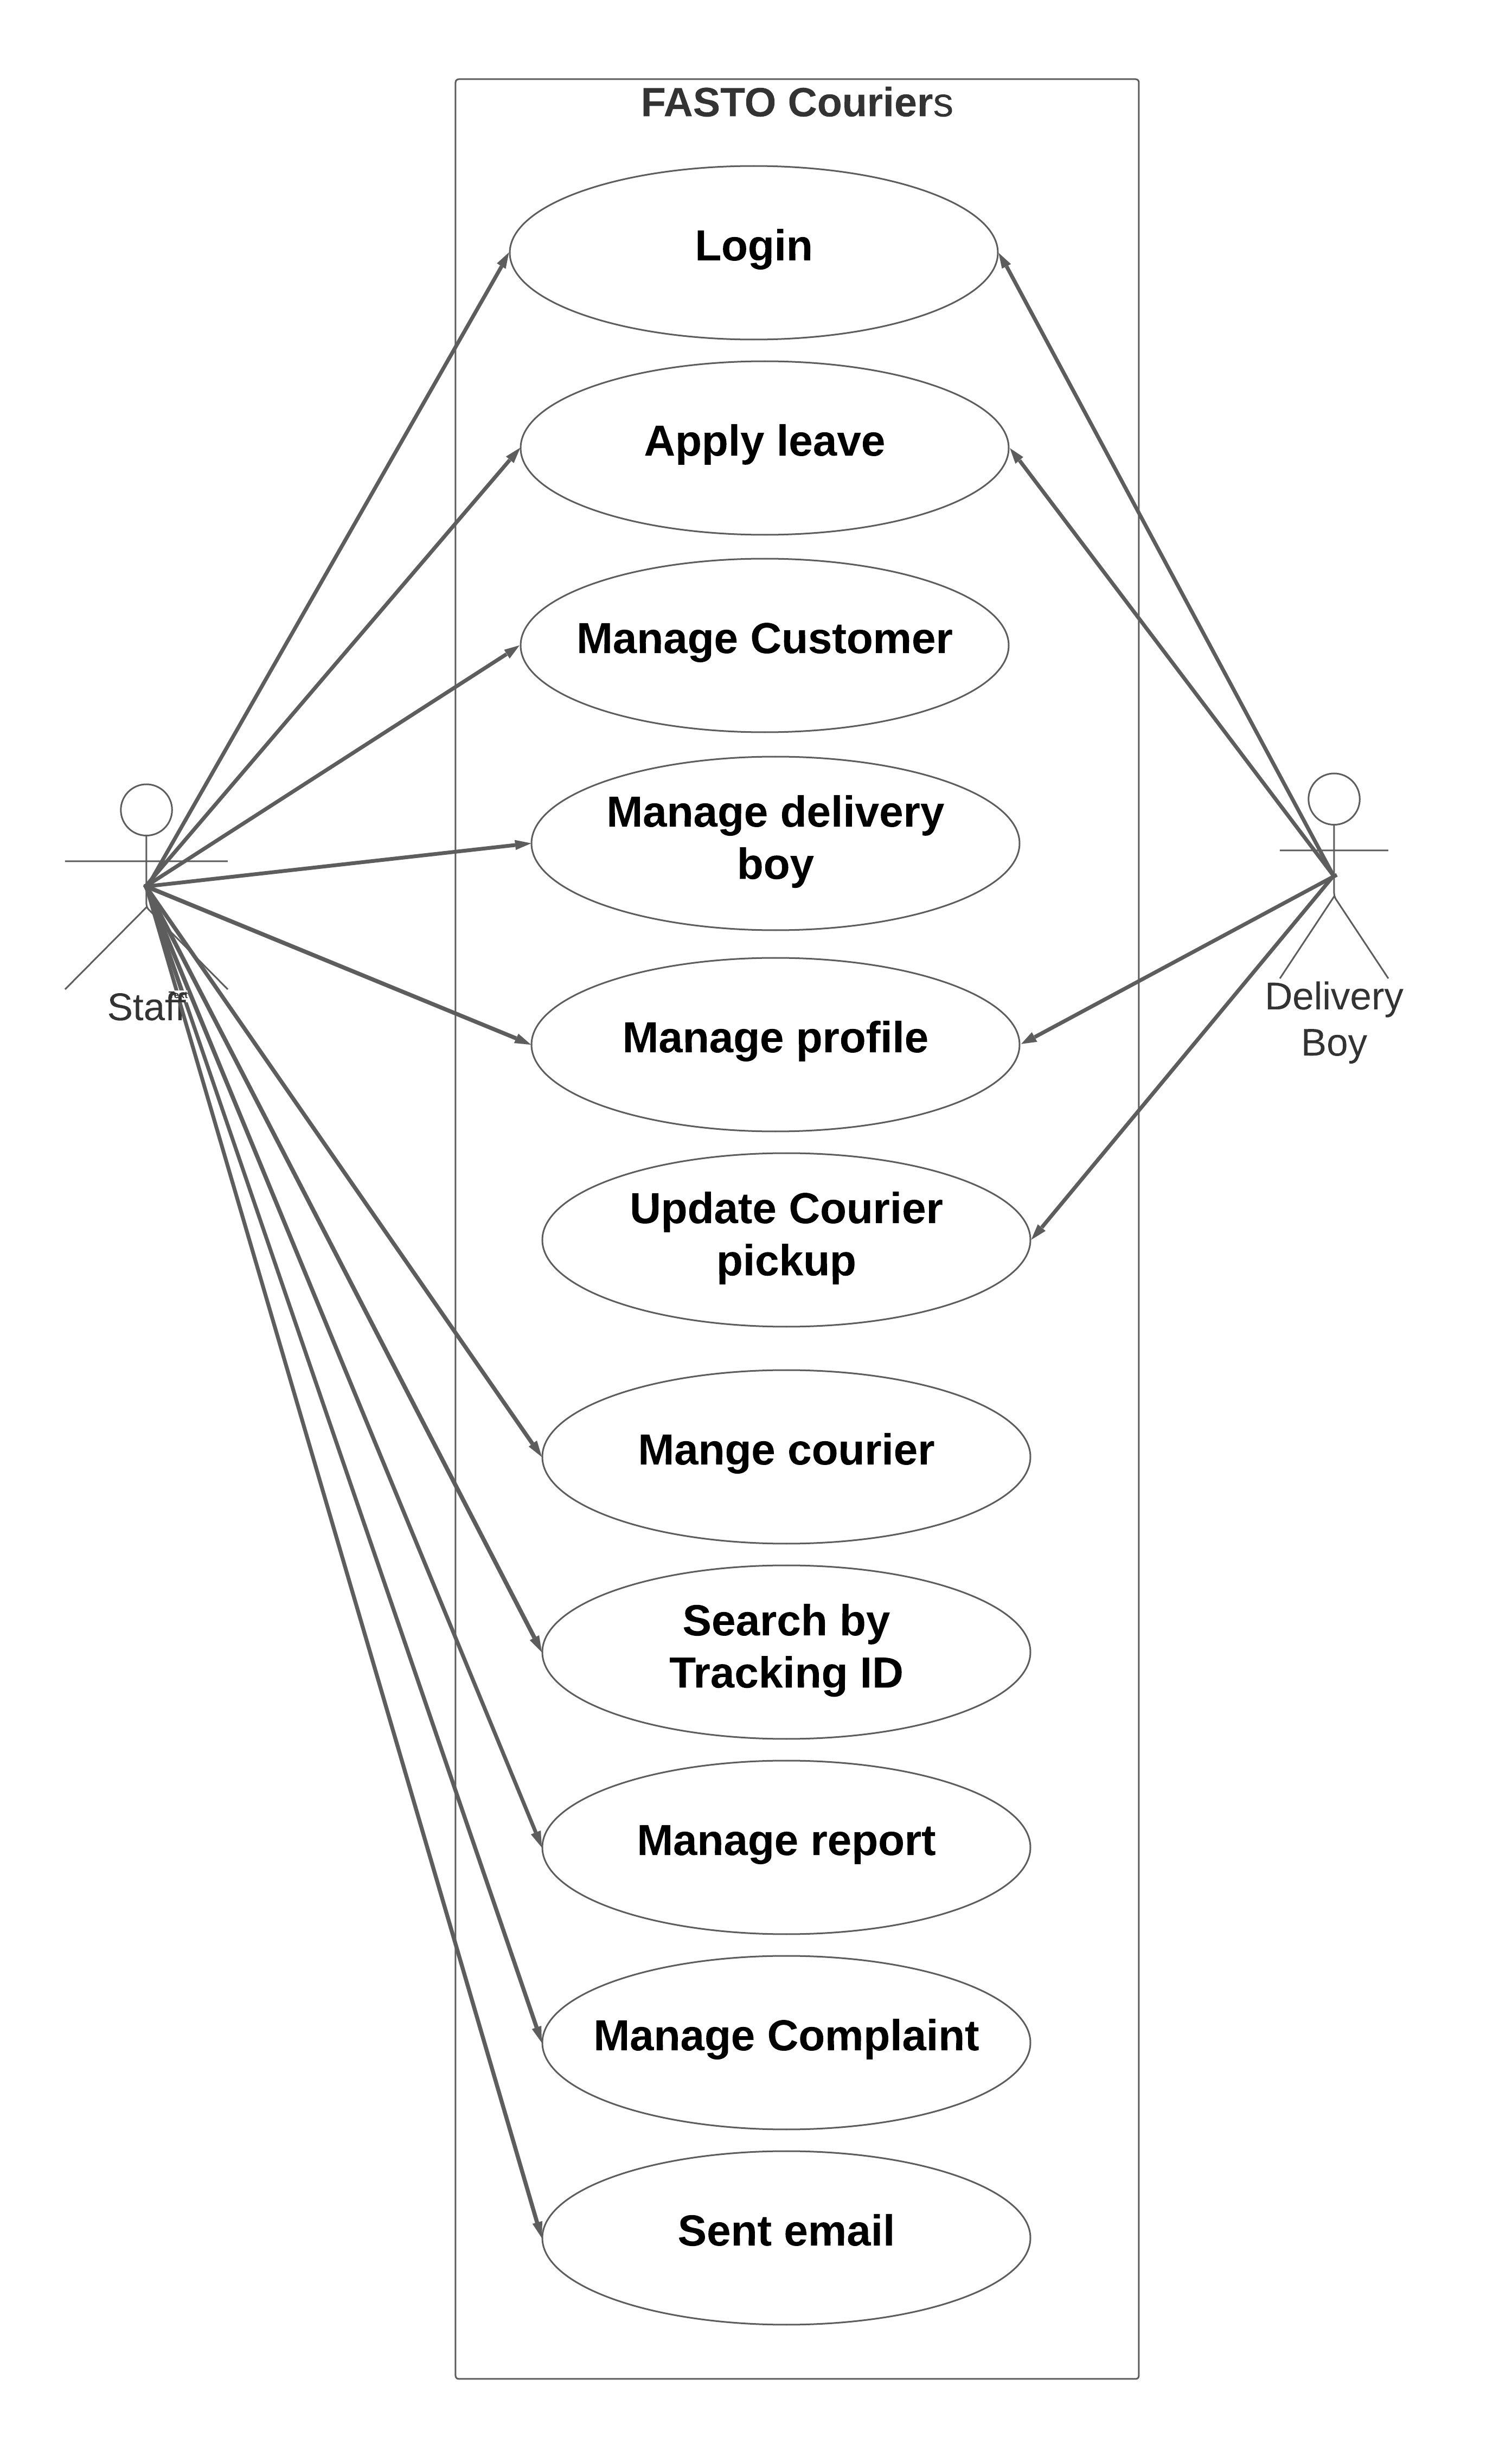 FASTO Couriers
Login
Apply leave
Manage Customer
Manage delivery
boy
Manage profile
Update Courier
pickup
Mange courier
Search by
Tracking ID
Manage report
Manage Complaint
Sent email
Staff
Text
Delivery
Boy